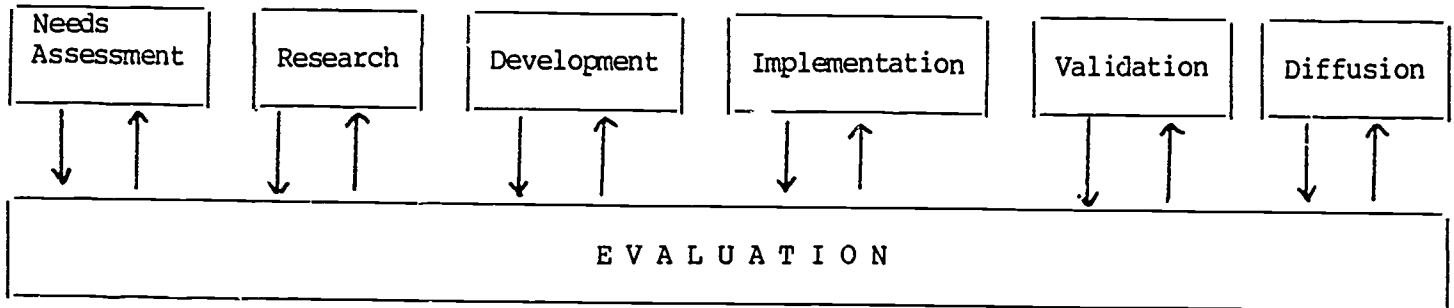 Needs
Assessment
Research
Development
Implementation
Validation
Diffusion
E V A L U A T I O N